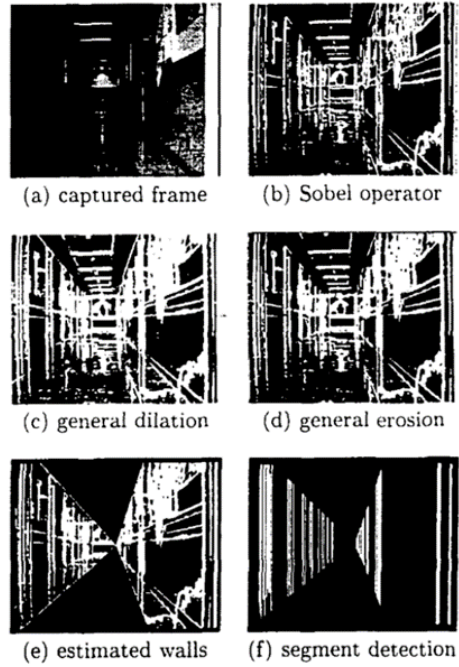 (a) captured frame
(b) Sobel operator
(c) general dilation
(d) general erosion
(e) estimated walls
(f) segment detection